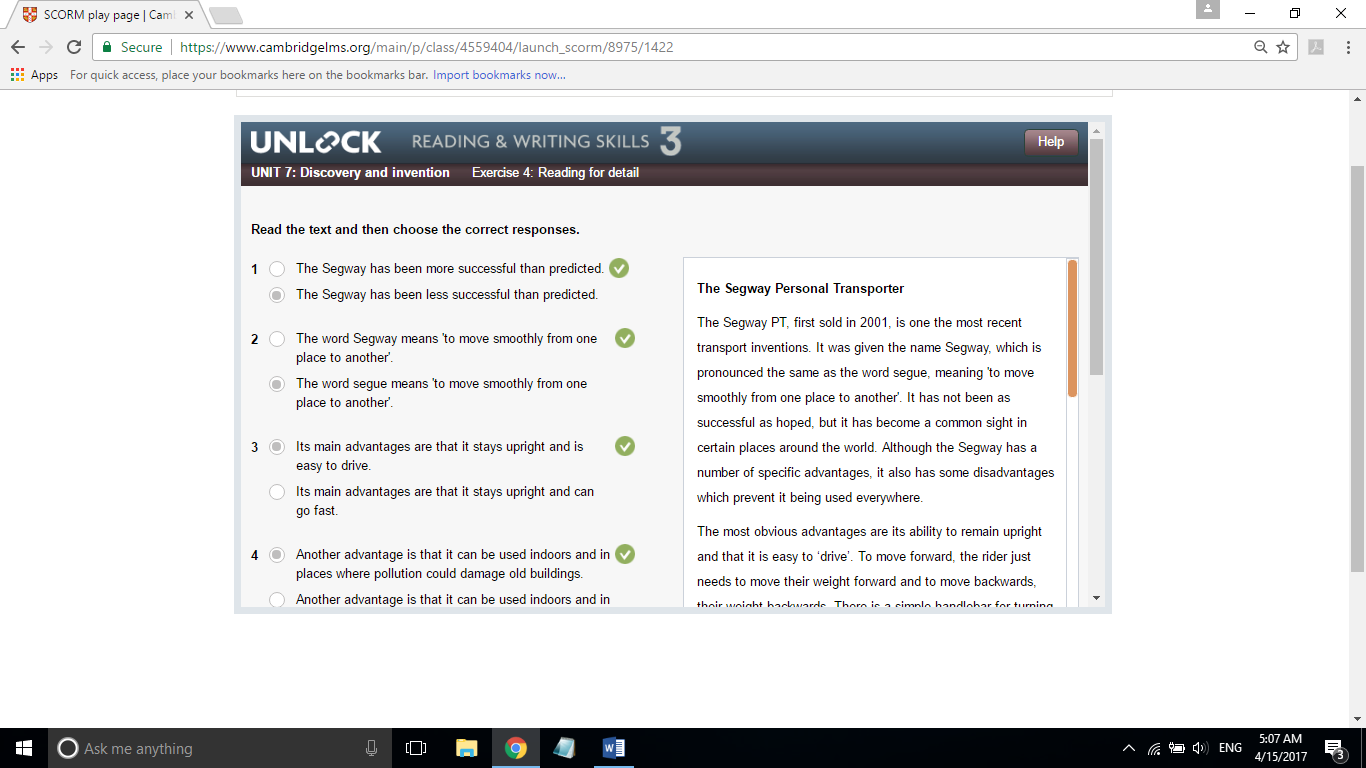 SCORM play page | Cam
Secure https://www.cambridgelms.org/main/p/class/4559404/launch_scorm/8975/1422
Apps For quick access, place your bookmarks here on the bookmarks bar. Import bookmarks now...
UNLOCK READING & WRITING SKILLS 3 Help
UNIT 7: Discovery and invention Exercise 4: Reading for detail
Read the text and then choose the correct responses.
1 The Segway has been more successful than predicted.
The Segway has been less successful than predicted.
2 The word Segway means 'to move smoothly from one
place to another'.
The word segue means 'to move smoothly from one
place to another'.
3 Its main advantages are that it stays upright and is
easy to drive.
Its main advantages are that it stays upright and can
go fast.
4 Another advantage is that it can be used indoors and in
places where pollution could damage old buildings.
Another advantage is that it can be used indoors and in
The Segway Personal Transporter
The Segway PT, first sold in 2001, is one the most recent
transport inventions. It was given the name Segway, which is
pronounced the same as the word segue, meaning 'to move
smoothly from one place to another'. It has not been as
successful as hoped, but it has become a common sight in
certain places around the world. Although the Segway has a
number of specific advantages, it also has some disadvantages
which prevent it being used everywhere.
The most obvious advantages are its ability to remain upright
and that it is easy to ‘drive’. To move forward, the rider just
needs to move their weight forward and to move backwards,
their weight backwards. There is a simple handlebar for turning
Ask me anything
W
ENG
5:07 AM
4/15/2017
3